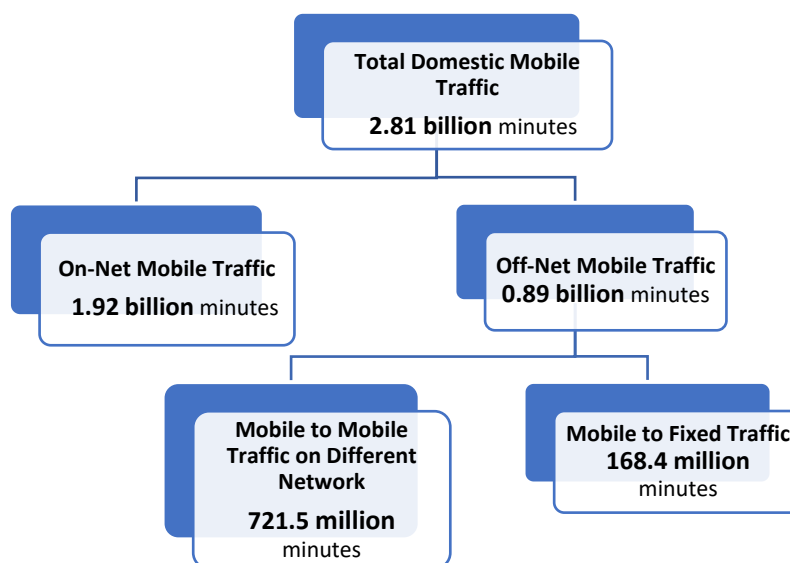 Total Domestic Mobile
Traffic
2.81 billion minutes
On-Net Mobile Traffic
1.92 billion minutes
Off-Net Mobile Traffic
0.89 billion minutes
Mobile to Mobile
Traffic on Different
Network
721.5 million
minutes
Mobile to Fixed Traffic
168.4 million
minutes